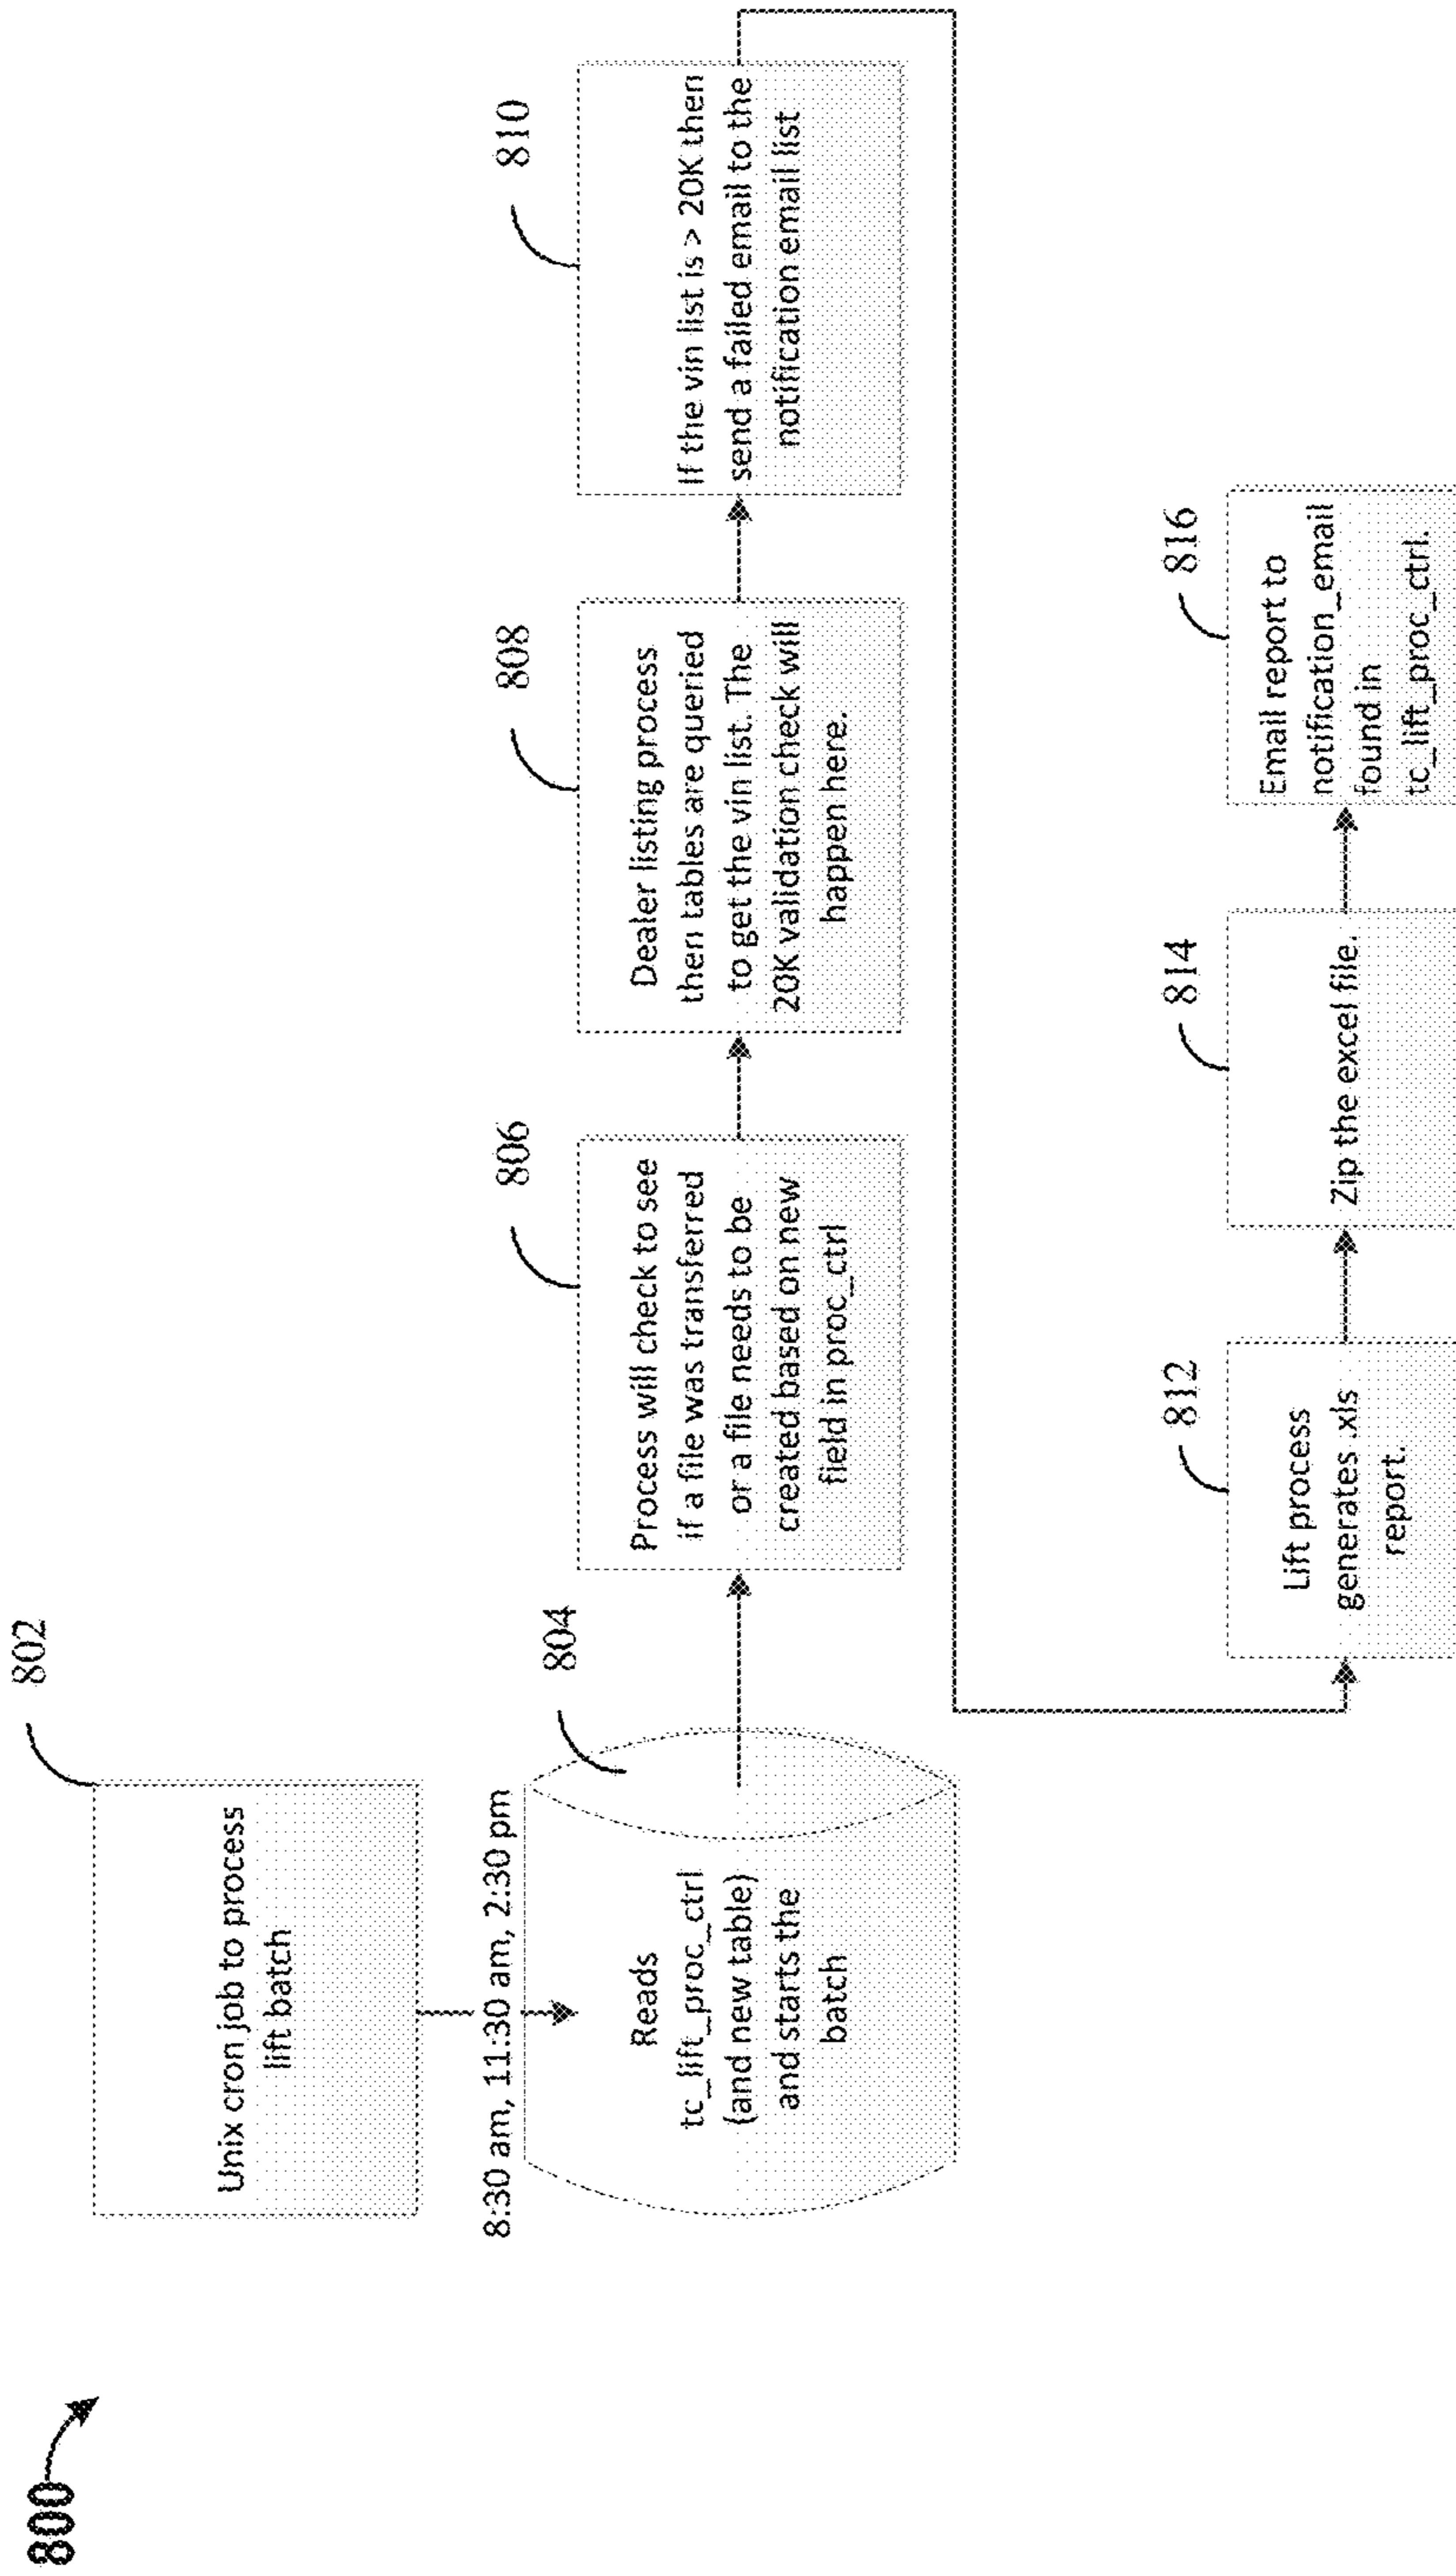 800
802
Unix cron job to process
lift batch
8:30 am, 11:30 am, 2:30 pm
804
Reads
tc_lift_proc_ctrl
(and new table)
and starts the
batch
806
Process will check to see
if a file was transferred
or a file needs to be
created based on new
field in proc_ctrl
808
Dealer listing process
then tables are queried
to get the vin list. The
20K validation check will
happen here.
810
If the vin list is > 20K then
send a failed email to the
notification email list
812
Lift process
generates .xls
report.
814
Zip the excel file.
816
Email report to
notification_email
found in
tc_lift_proc_ctrl.